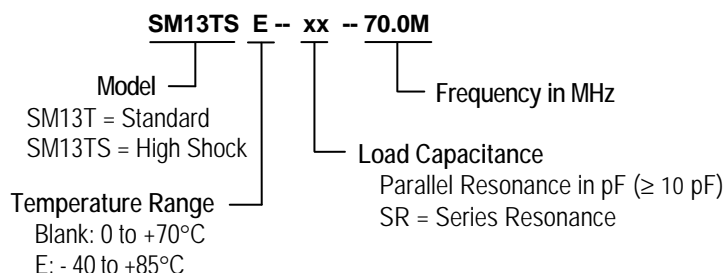 SM13TS E -- xx -- 70.0M
Model
SM13T = Standard
SM13TS = High Shock
Frequency in MHz
Load Capacitance
Parallel Resonance in pF (≥ 10 pF)
SR = Series Resonance
Temperature Range
Blank: 0 to +70°C
E: - 40 to +85°C